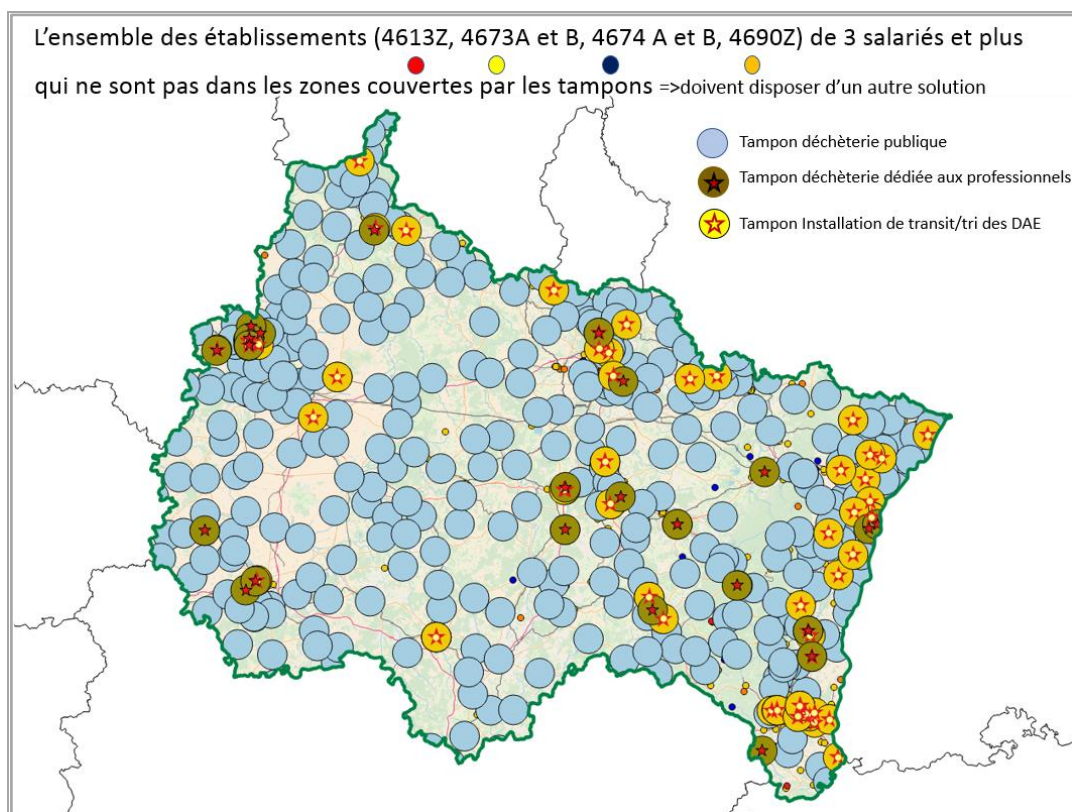 L'ensemble des établissements (4613Z, 4673A et B, 4674 A et B, 4690Z) de 3 salariés et plus
qui ne sont pas dans les zones couvertes par les tampons =>doivent disposer d'un autre solution
Tampon déchèterie publique
Tampon déchèterie dédiée aux professionnels
Tampon Installation de transit/tri des DAE